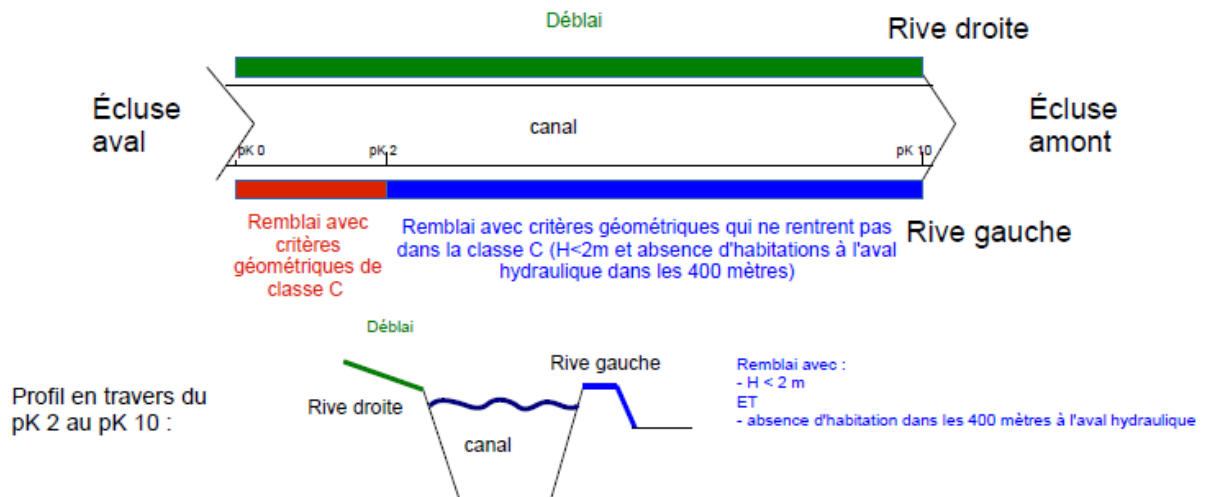 Déblai
Rive droite
Écluse
aval
canal
Écluse
amont
pK 0
pK 2
pK 10
Remblai avec
critères
géométriques de
classe C
Remblai avec critères géométriques qui ne rentrent pas
dans la classe C (H<2m et absence d'habitations à l'aval
hydraulique dans les 400 mètres)
Rive gauche
Déblai
Rive gauche
Rive droite
canal
Profil en travers du
pK 2 au pK 10 :
Remblai avec :
- H < 2 m
ET
- absence d'habitation dans les 400 mètres à l'aval hydraulique